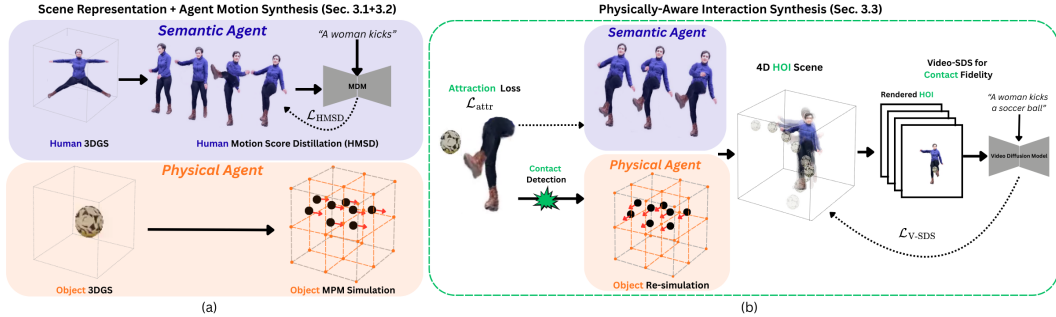 Scene Representation + Agent Motion Synthesis (Sec. 3.1+3.2)
Semantic Agent
"A woman kicks"
MDM
ℒ_HMSD
Human 3DGS
Human Motion Score Distillation (HMSD)
Physical Agent
Object 3DGS
Object MPM Simulation
(a)
Physically-Aware Interaction Synthesis (Sec. 3.3)
Attraction Loss
ℒ_attr
Contact
Detection
Semantic Agent
Physical Agent
Object Re-simulation
4D HOI Scene
Video-SDS for
Contact Fidelity
Rendered HOI
"A woman kicks
a soccer ball"
Video Diffusion Model
ℒ_V-SDS
(b)